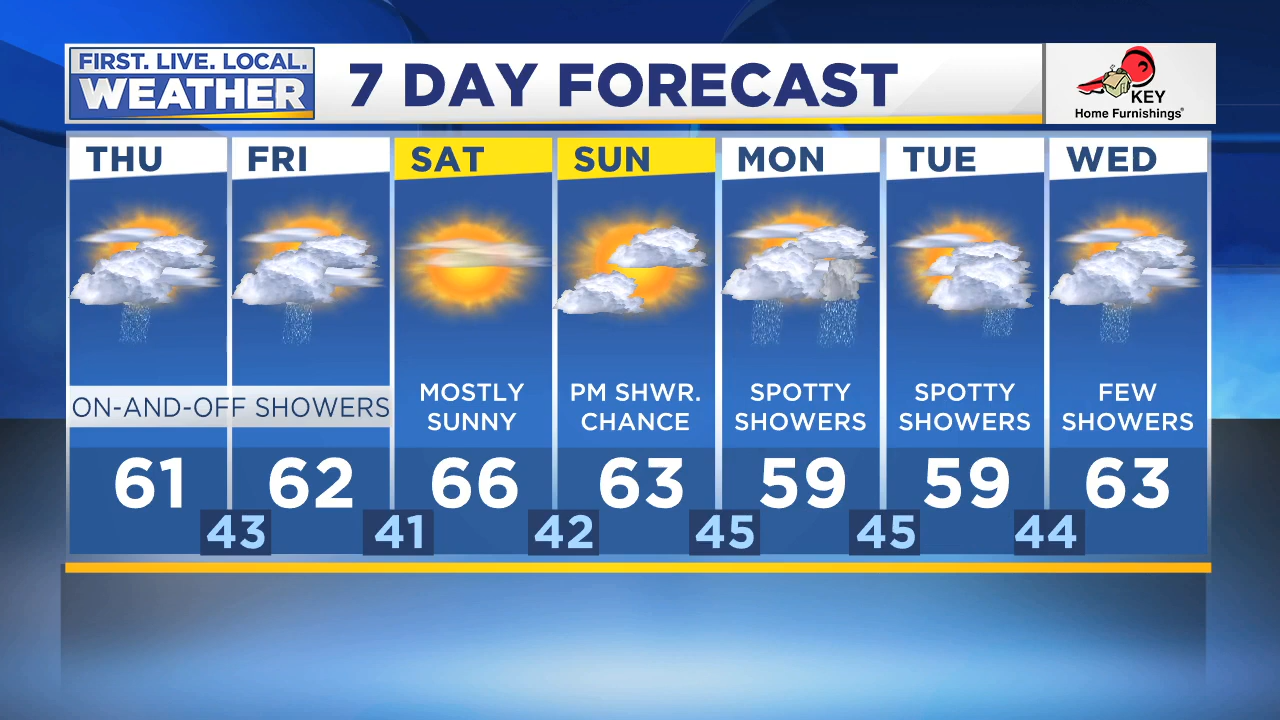 FIRST. LIVE. LOCAL.
WEATHER
7 DAY FORECAST
KEY
Home Furnishings®
THU FRI SAT SUN MON TUE WED
ON-AND-OFF SHOWERS
MOSTLY
SUNNY
PM SHWR.
CHANCE
SPOTTY
SHOWERS
SPOTTY
SHOWERS
FEW
SHOWERS
61 62 66 63 59 59 63
43 41 42 45 45 44